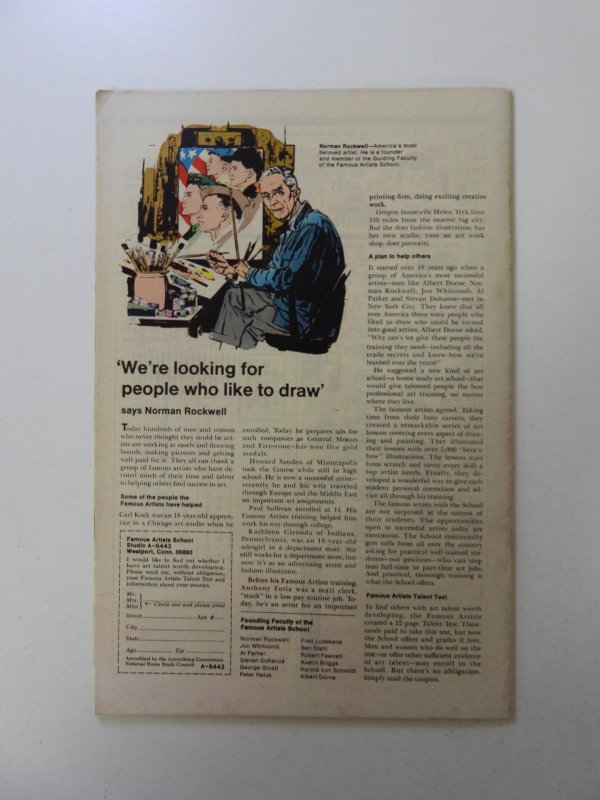 Norman Rockwell—America's most
beloved artist. He is a founder
and member of the Guiding Faculty
of the Famous Artists School.
'We're looking for
people who like to draw'
says Norman Rockwell
Today hundreds of men and women
who never thought they could be art-
ists are working at easels and drawing
boards, making pictures and getting
well paid for it. They all can thank a
group of famous artists who have de-
voted much of their time and talent
to helping others find success in art.
Some of the people the
Famous Artists have helped
Carl Kock was an 18-year-old appren-
tice in a Chicago art studio when he
enrolled. Today he prepares ads for
such companies as General Motors
and Firestone—has won five gold
medals.
Howard Sanden of Minneapolis
took the Course while still in high
school. He is now a successful artist—
recently he and his wife traveled
through Europe and the Middle East
on important art assignments.
Paul Sullivan enrolled at 14. His
Famous Artists training helped him
work his way through college.
Kathleen Gironda of Indiana,
Pennsylvania, was an 18-year-old
salesgirl in a department store. She
still works for a department store, but
now it's as an advertising artist and
fashion illustrator.
Before his Famous Artists training,
Anthony Fotia was a mail clerk,
"stuck" in a low-pay routine job. To-
day, he's an artist for an important
printing firm, doing exciting creative
work.
Oregon housewife Helen Tryk lives
150 miles from the nearest big city.
But she does fashion illustration, has
her own studio, runs an art work
shop, does portraits.
A plan to help others
It started over 18 years ago when a
group of America's most successful
artists—men like Albert Dorne, Nor-
man Rockwell, Jon Whitcomb, Al
Parker and Stevan Dohanos—met in
New York City. They knew that all
over America there were people who
liked to draw who could be turned
into good artists. Albert Dorne asked,
"Why can't we give these people the
training they need—including all the
trade secrets and know-how we've
learned over the years?"
He suggested a new kind of art
school—a home study art school—that
would give talented people the best
professional art training, no matter
where they live.
The famous artists agreed. Taking
time from their busy careers, they
created a remarkable series of art
lessons covering every aspect of draw-
ing and painting. They illustrated
their lessons with over 5,000 "here's-
how" illustrations. The lessons start
from scratch and cover every skill a
top artist needs. Finally, they de-
veloped a wonderful way to give each
student personal correction and ad-
vice all through his training.
The famous artists with the School
are not surprised at the success of
their students. The opportunities
open to successful artists today are
enormous. The School continually
gets calls from all over the country
asking for practical well-trained stu-
dents—not geniuses—who can step
into full-time or part-time art jobs.
And practical, thorough training is
what the School offers.
Famous Artists Talent Test
To find others with art talent worth
developing, the Famous Artists
created a 12-page Talent Test. Thou-
sands paid to take this test, but now
the School offers and grades it free.
Men and women who do well on the
test—or offer other sufficient evidence
of art talent—may enroll in the
School. But there's no obligation.
Simply mail the coupon.
Founding Faculty of the
Famous Artists School
Norman Rockwell
Jon Whitcomb
Al Parker
Stevan Dohanos
George Giusti
Peter Helck
Fred Ludekens
Ben Stahl
Robert Fawcett
Austin Briggs
Harold Von Schmidt
Albert Dorne
Famous Artists School
Studio A-6443
Westport, Conn. 06880
I would like to find out whether I
have art talent worth developing.
Please send me, without obligation,
your Famous Artists Talent Test and
information about your courses.
Mr.
Mrs.
Miss
← Circle one and please print
Street Apt. #
City
State
Age Zip
Accredited by the Accrediting Commission,
National Home Study Council A-6443